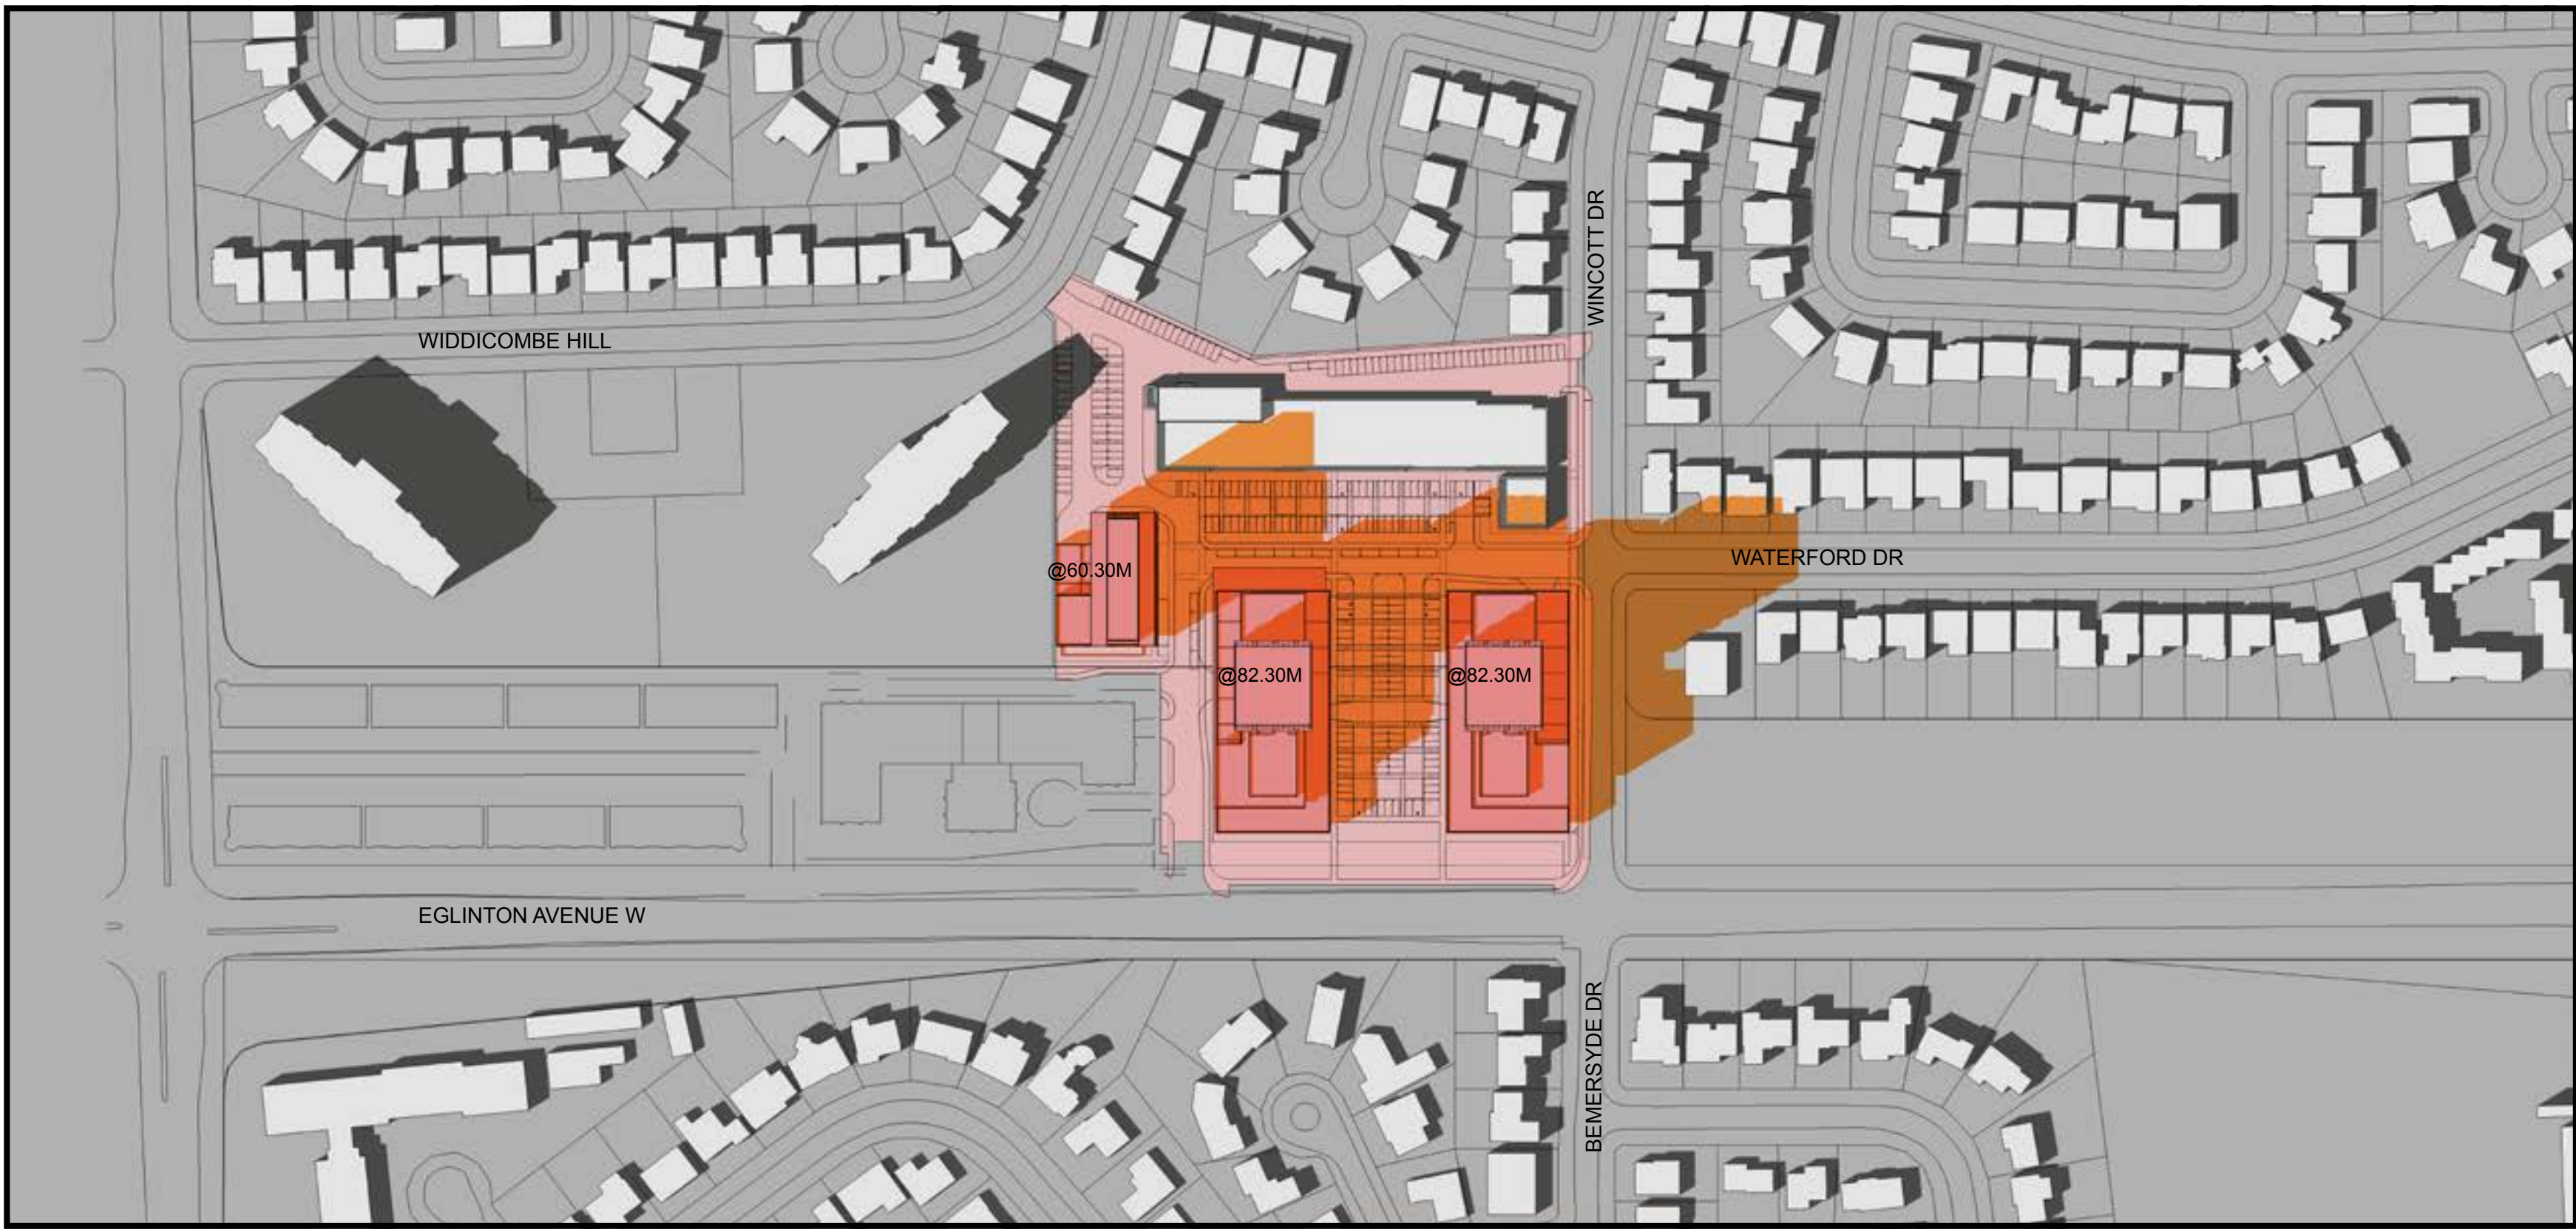 WINCOTT DR
WIDDICOMBE HILL
WATERFORD DR
@60.30M
@82.30M
@82.30M
EGLINTON AVENUE W
BEMERSYDE DR